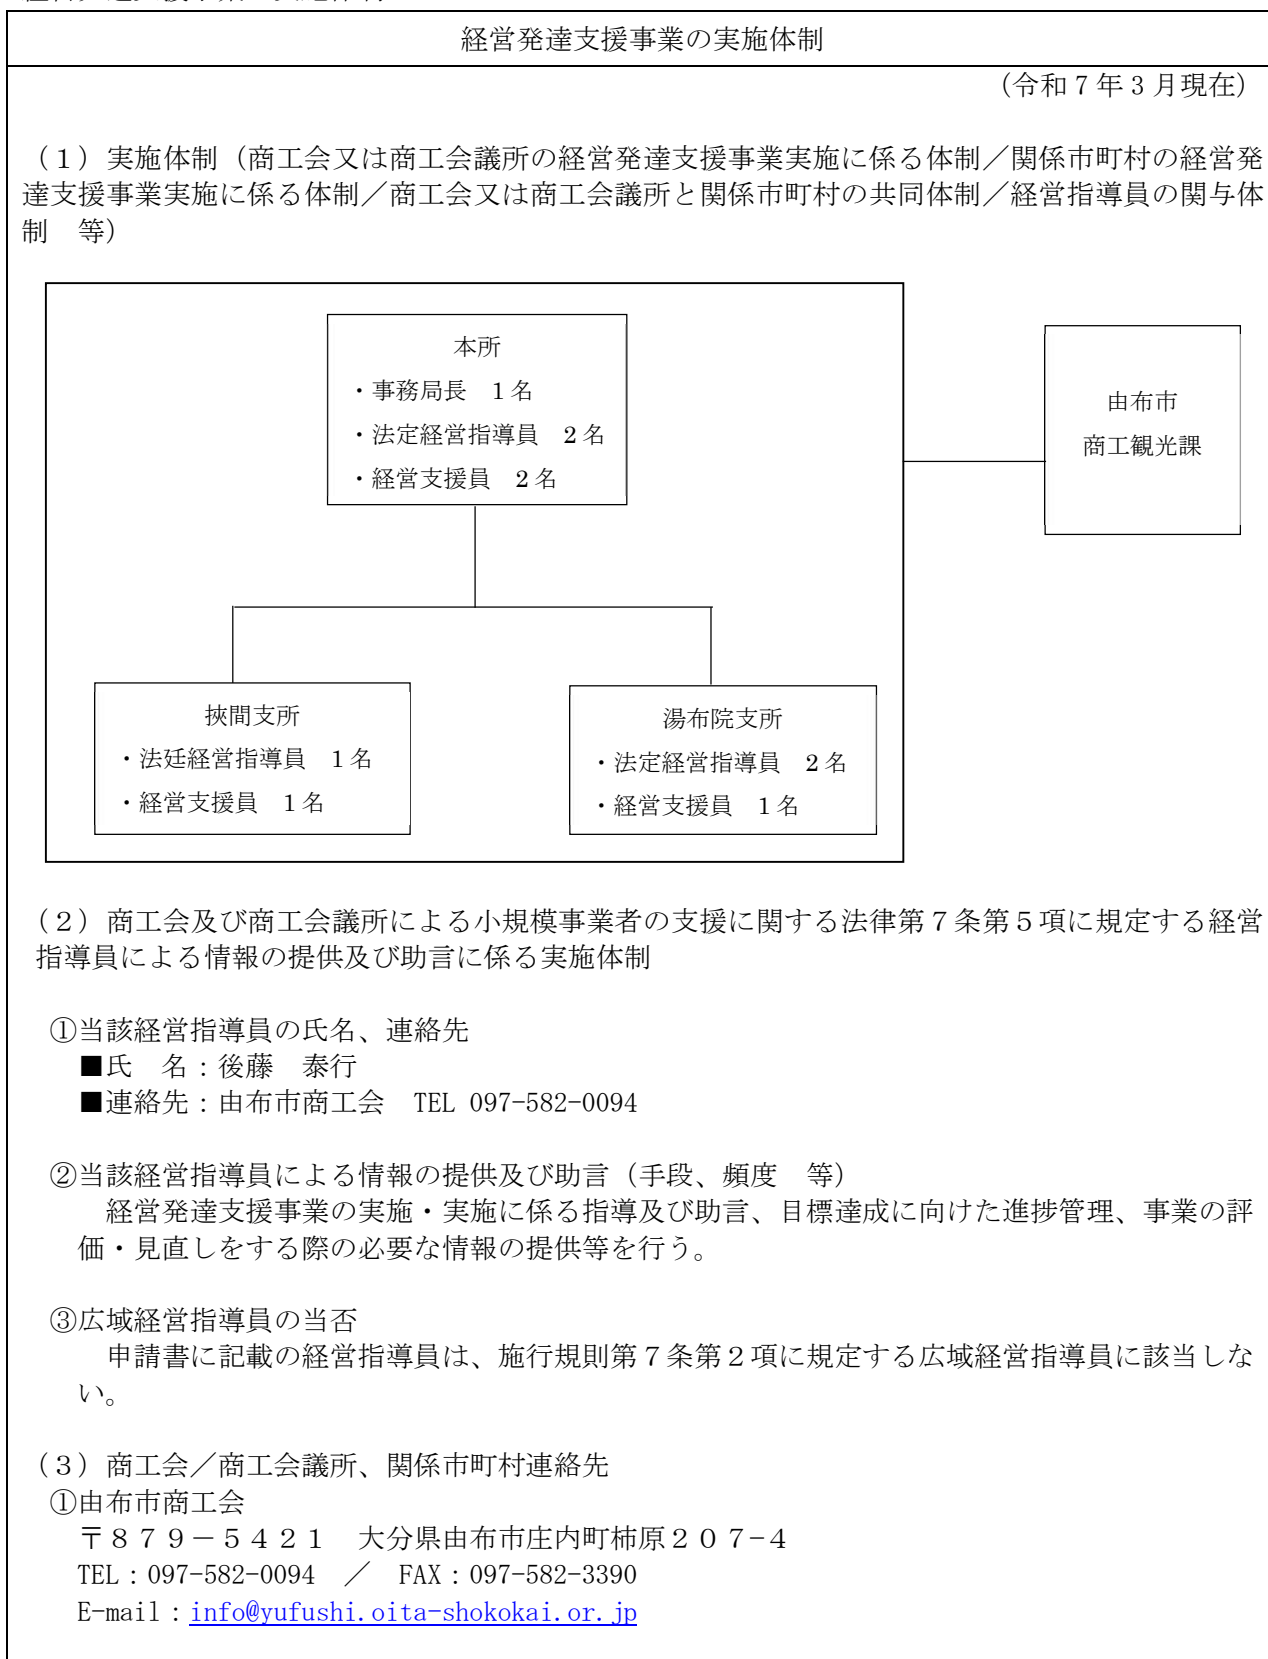 経営発達支援事業の実施体制
（令和７年３月現在）
（１）実施体制（商工会又は商工会議所の経営発達支援事業実施に係る体制／関係市町村の経営発
達支援事業実施に係る体制／商工会又は商工会議所と関係市町村の共同体制／経営指導員の関与体
制　等）
本所
・事務局長　1 名
・法定経営指導員　2 名
・経営支援員　2 名
由布市
商工観光課
挾間支所
・法廷経営指導員　1 名
・経営支援員　1 名
湯布院支所
・法定経営指導員　2 名
・経営支援員　1 名
（２）商工会及び商工会議所による小規模事業者の支援に関する法律第７条第５項に規定する経営
指導員による情報の提供及び助言に係る実施体制
①当該経営指導員の氏名、連絡先
■氏　名：後藤　泰行
■連絡先：由布市商工会　TEL 097-582-0094
②当該経営指導員による情報の提供及び助言（手段、頻度　等）
経営発達支援事業の実施・実施に係る指導及び助言、目標達成に向けた進捗管理、事業の評
価・見直しをする際の必要な情報の提供等を行う。
③広域経営指導員の当否
申請書に記載の経営指導員は、施行規則第７条第２項に規定する広域経営指導員に該当しな
い。
（３）商工会／商工会議所、関係市町村連絡先
①由布市商工会
〒８７９－５４２１　大分県由布市庄内町柿原２０７−４
TEL：097-582-0094　／　FAX：097-582-3390
E-mail：info@yufushi.oita-shokokai.or.jp